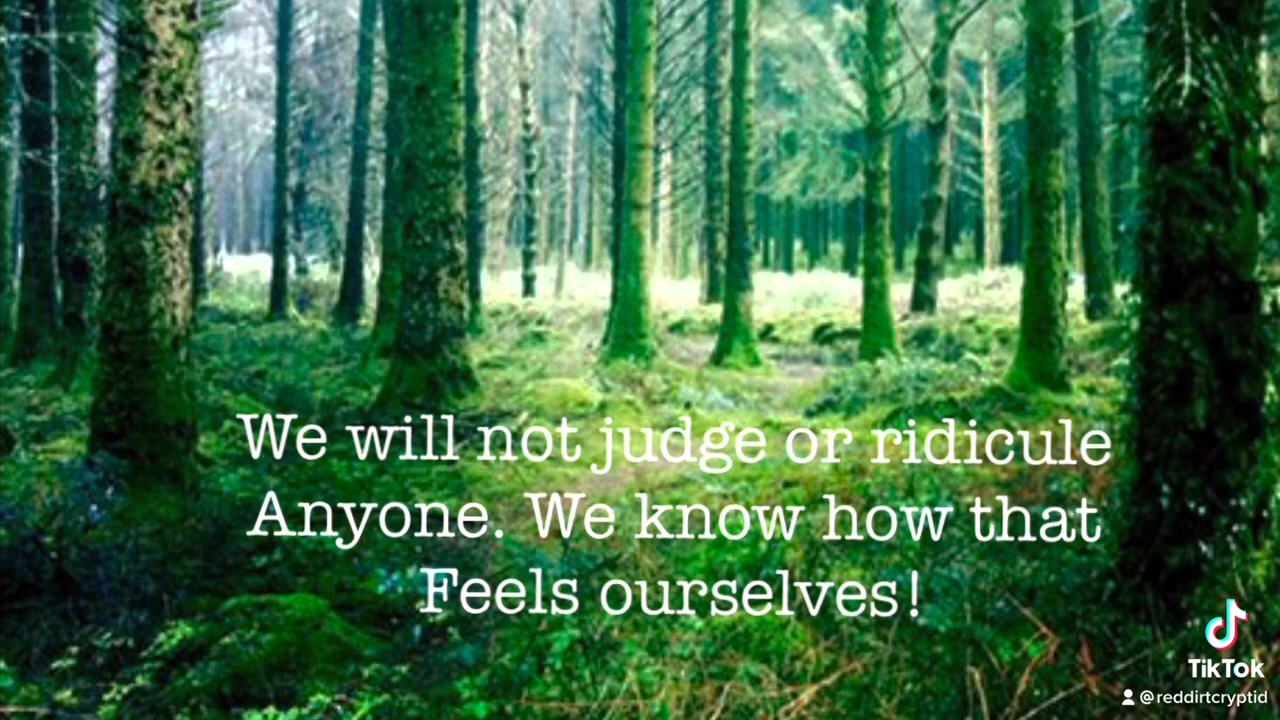 We will not judge or ridicule
Anyone. We know how that
Feels ourselves!
TikTok
@reddirtcryptid